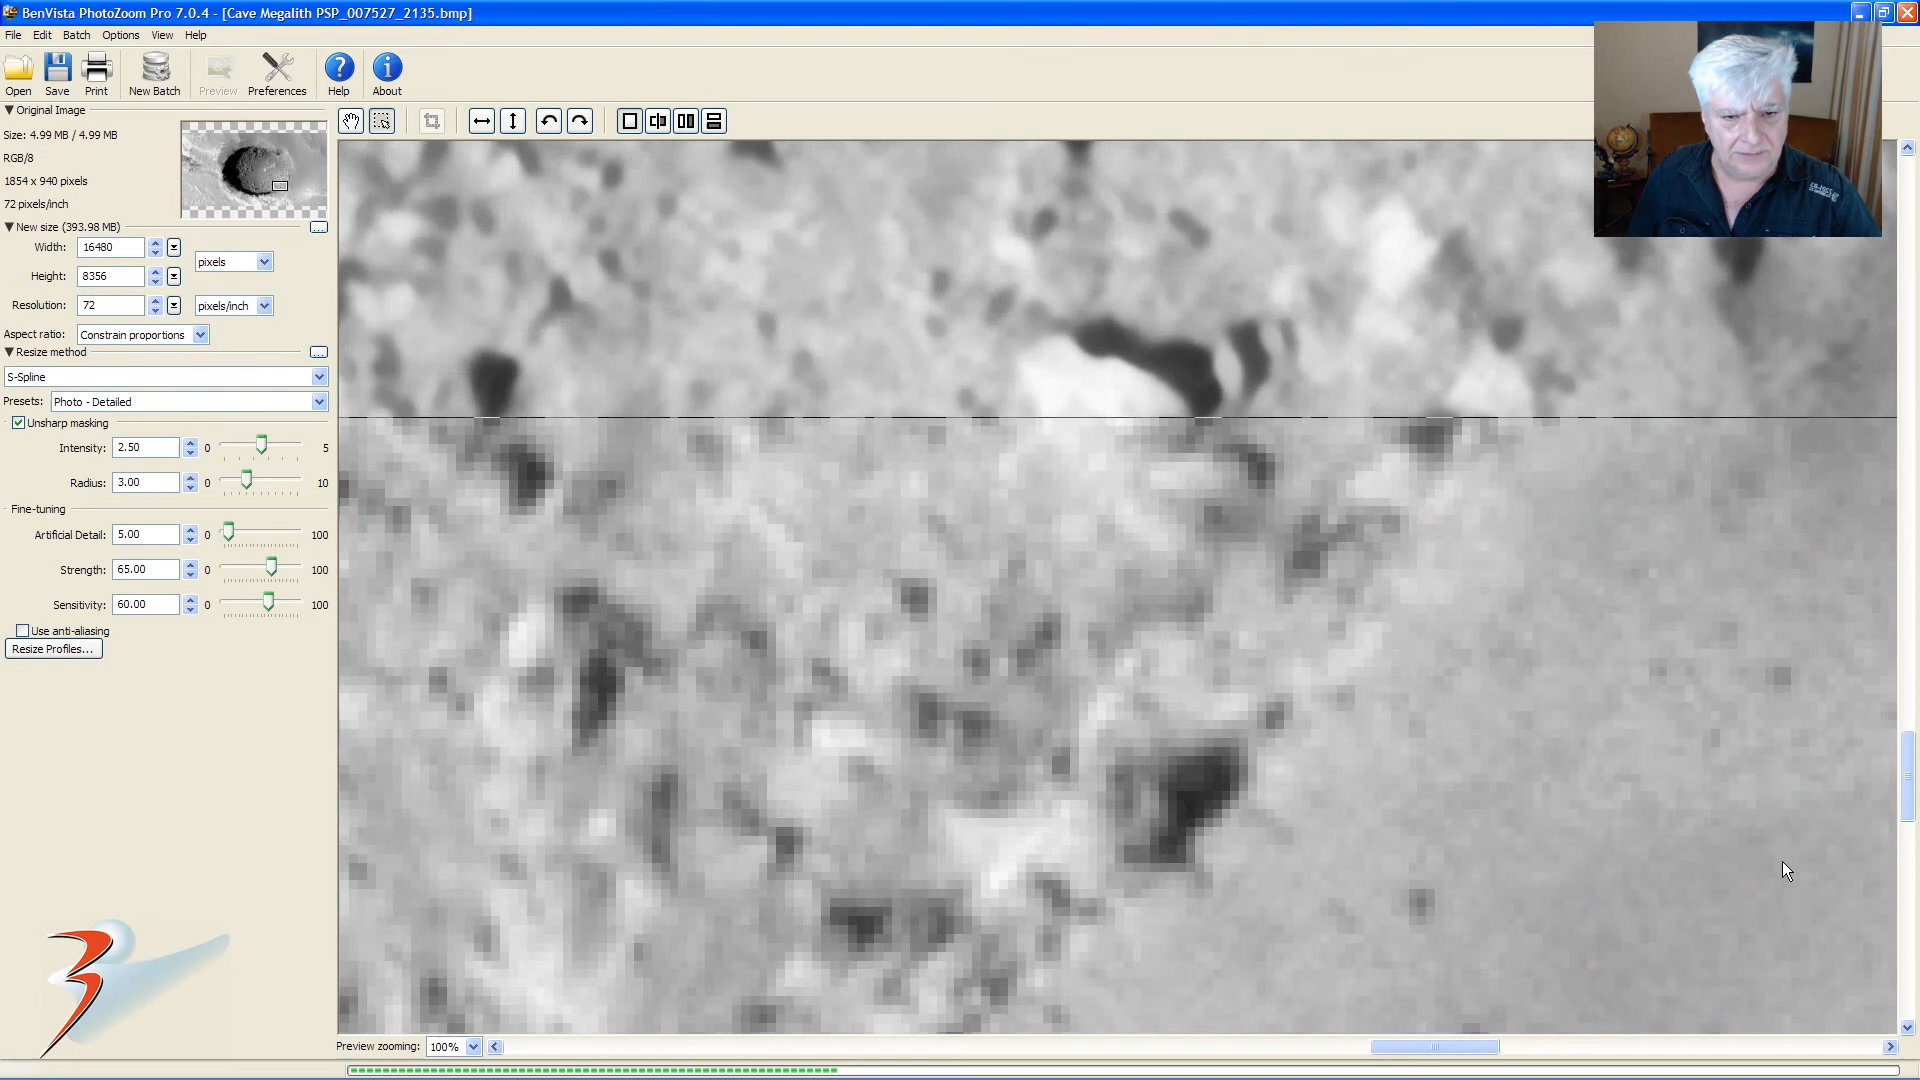 BenVista PhotoZoom Pro 7.0.4 - [Cave Megalith PSP_007527_2135.bmp]
File Edit Batch Options View Help
Open Save Print New Batch Preview Preferences Help About
Original Image
Size: 4.99 MB / 4.99 MB
RGB/8
1854 x 940 pixels
72 pixels/inch
New size (393.98 MB) ...
Width: 16480
pixels
Height: 8356
Resolution: 72 pixels/inch
Aspect ratio: Constrain proportions
Resize method ...
S-Spline
Presets: Photo - Detailed
Unsharp masking
Intensity: 2.50 0 5
Radius: 3.00 0 10
Fine-tuning
Artificial Detail: 5.00 0 100
Strength: 65.00 0 100
Sensitivity: 60.00 0 100
Use anti-aliasing
Resize Profiles...
Preview zooming: 100%